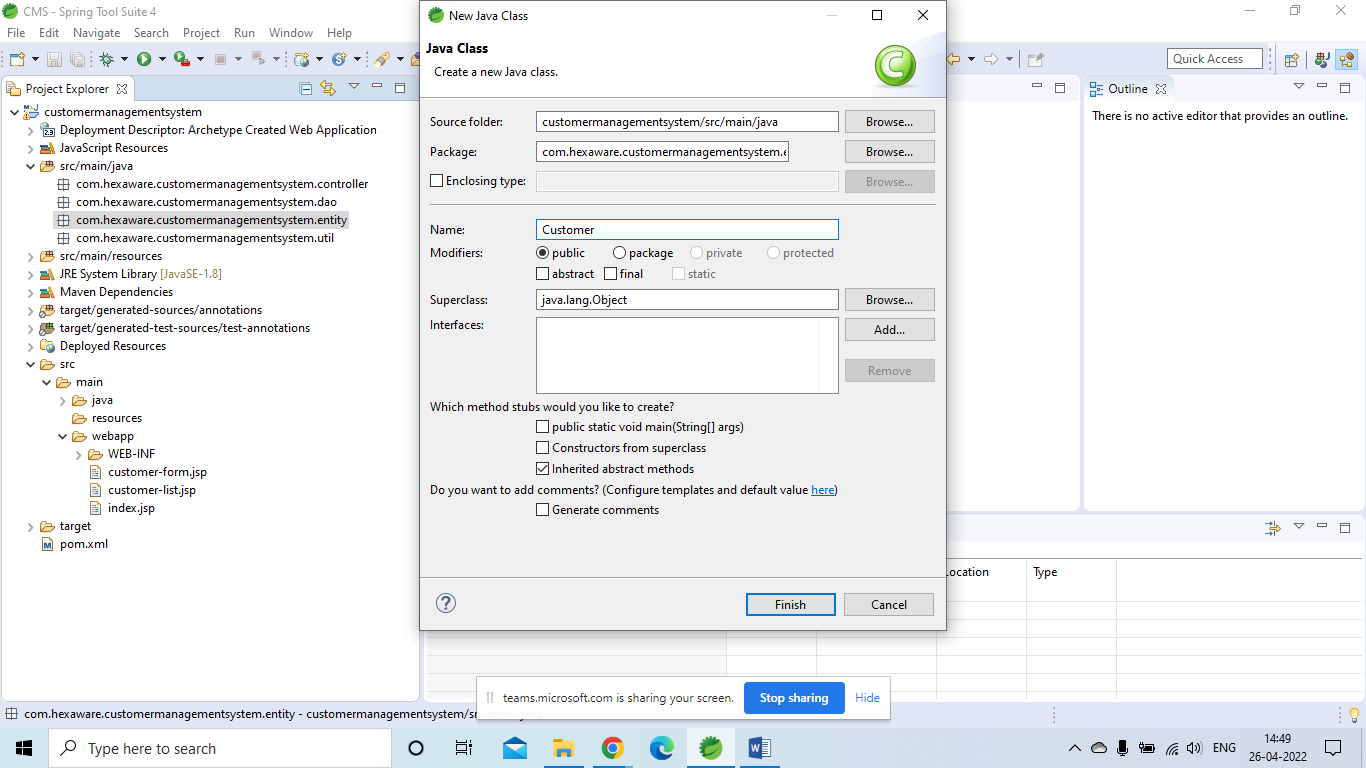 CMS - Spring Tool Suite 4
File Edit Navigate Search Project Run Window Help
Quick Access
Project Explorer
customermanagementsystem
Deployment Descriptor: Archetype Created Web Application
JavaScript Resources
src/main/java
com.hexaware.customermanagementsystem.controller
com.hexaware.customermanagementsystem.dao
com.hexaware.customermanagementsystem.entity
com.hexaware.customermanagementsystem.util
src/main/resources
JRE System Library [JavaSE-1.8]
Maven Dependencies
target/generated-sources/annotations
target/generated-test-sources/test-annotations
Deployed Resources
src
main
java
resources
webapp
WEB-INF
customer-form.jsp
customer-list.jsp
index.jsp
target
pom.xml
New Java Class
Java Class
Create a new Java class.
Source folder: customermanagementsystem/src/main/java Browse...
Package: com.hexaware.customermanagementsystem.e Browse...
Enclosing type: Browse...
Name: Customer
Modifiers: public package private protected
abstract final static
Superclass: java.lang.Object Browse...
Interfaces: Add...
Remove
Which method stubs would you like to create?
public static void main(String[] args)
Constructors from superclass
Inherited abstract methods
Do you want to add comments? (Configure templates and default value here)
Generate comments
? Finish Cancel
Outline
There is no active editor that provides an outline.
Location Type
teams.microsoft.com is sharing your screen. Stop sharing Hide
com.hexaware.customermanagementsystem.entity - customermanagementsystem/src
Type here to search
ENG
14:49
26-04-2022